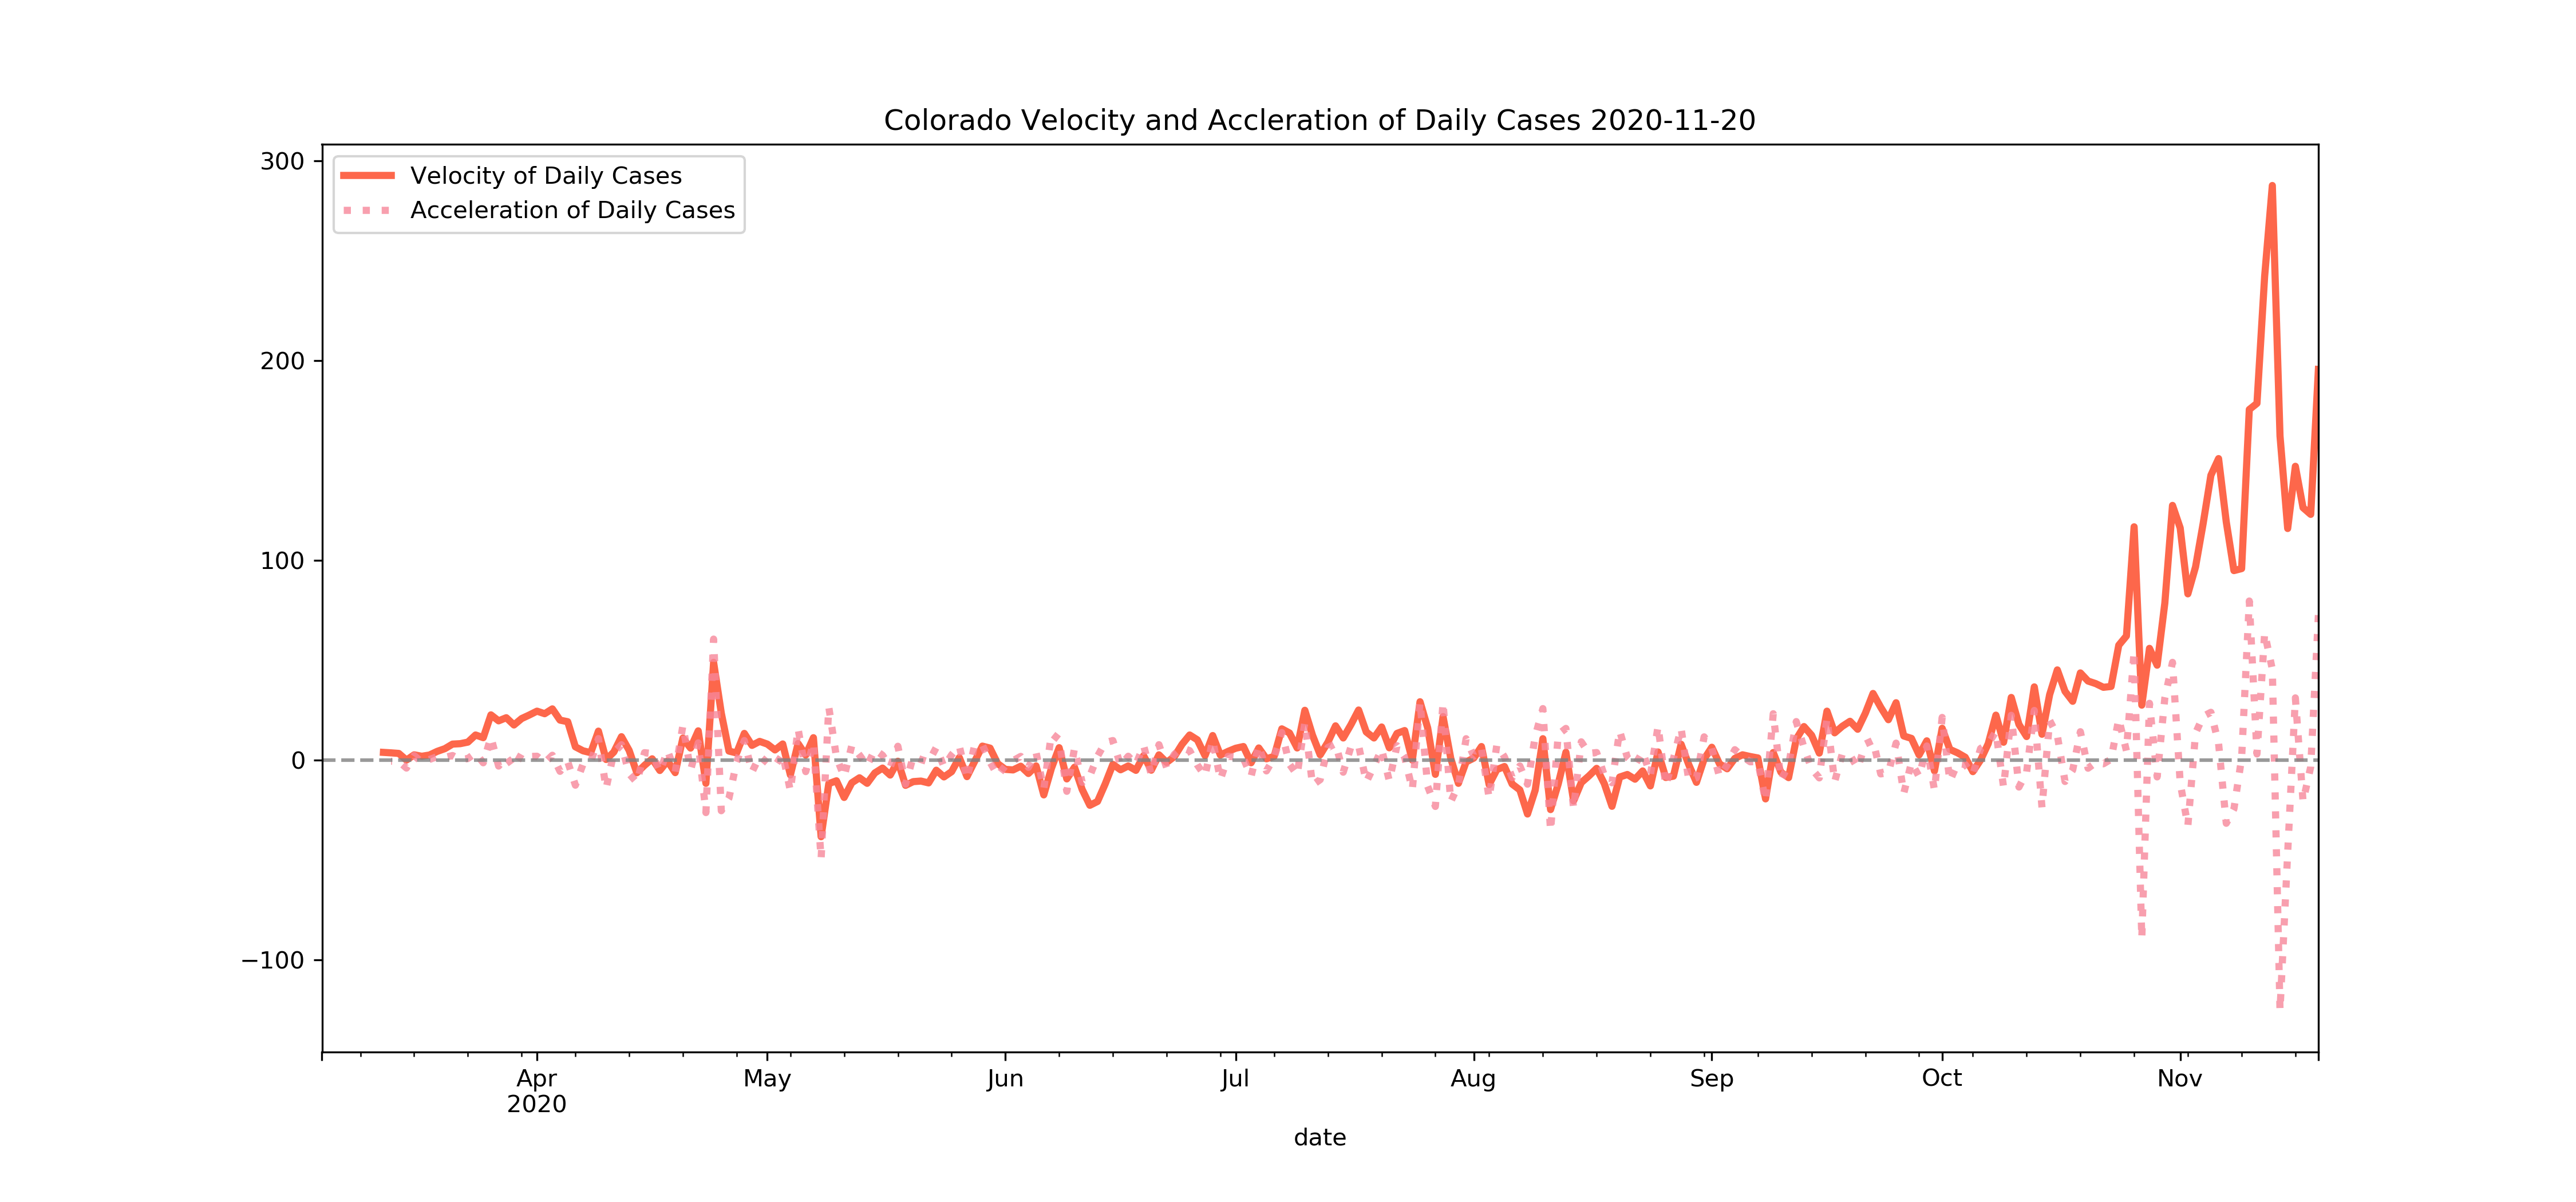 Colorado Velocity and Accleration of Daily Cases 2020-11-20
300
Velocity of Daily Cases
Acceleration of Daily Cases
200
100
0
−100
Apr May Jun Jul Aug Sep Oct Nov
2020
date